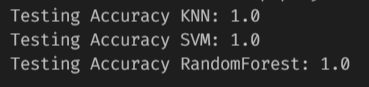 Testing Accuracy KNN: 1.0
Testing Accuracy SVM: 1.0
Testing Accuracy RandomForest: 1.0